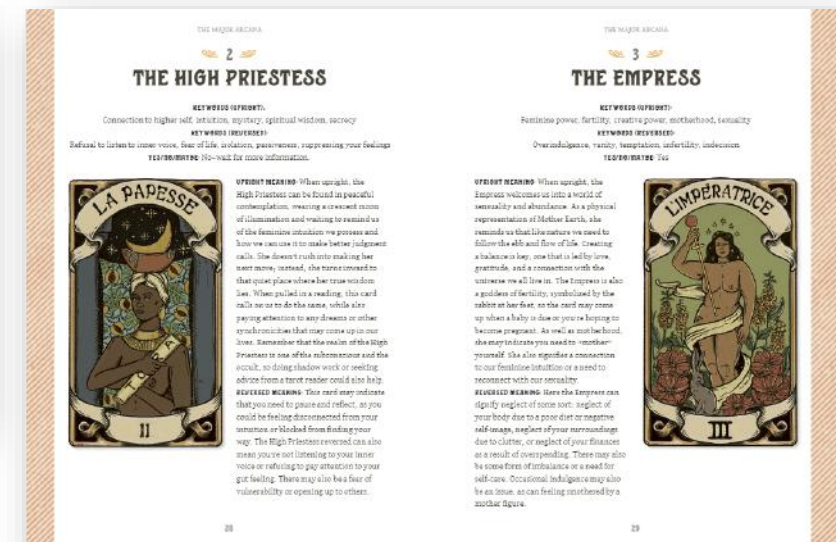 THE MAJOR ARCANA
2
THE HIGH PRIESTESS
KEYWORDS (UPRIGHT):
Connection to higher self, intuition, mystery, spiritual wisdom, secrecy
KEYWORDS (REVERSED):
Refusal to listen to inner voice, fear of life, isolation, passiveness, suppressing your feelings
YES/NO/MAYBE: No—wait for more information.
LA PAPESSE
II
UPRIGHT MEANING: When upright, the
High Priestess can be found in peaceful
contemplation, wearing a crescent moon
of illumination and waiting to remind us
of the feminine intuition we possess and
how we can use it to make better judgment
calls. She doesn't rush into making her
next move; instead, she turns inward to
that quiet place where her true wisdom
lies. When pulled in a reading, this card
calls on us to do the same, while also
paying attention to any dreams or other
synchronicities that may come up in our
lives. Remember that the realm of the High
Priestess is one of the subconscious and the
occult, so doing shadow work or seeking
advice from a tarot reader could also help.
REVERSED MEANING: This card may indicate
that you need to pause and reflect, as you
could be feeling disconnected from your
intuition or blocked from finding your
way. The High Priestess reversed can also
mean you're not listening to your inner
voice or refusing to pay attention to your
gut feeling. There may also be a fear of
vulnerability or opening up to others.
28
THE MAJOR ARCANA
3
THE EMPRESS
KEYWORDS (UPRIGHT):
Feminine power, fertility, creative power, motherhood, sexuality
KEYWORDS (REVERSED):
Overindulgence, vanity, temptation, infertility, indecision
YES/NO/MAYBE: Yes
UPRIGHT MEANING: When upright, the
Empress welcomes us into a world of
sensuality and abundance. As a physical
representation of Mother Earth, she
reminds us that like nature we need to
follow the ebb and flow of life. Creating
a balance is key, one that is led by love,
gratitude, and a connection with the
universe we all live in. The Empress is also
a goddess of fertility, symbolized by the
rabbit at her feet, so the card may come
up when a baby is due or you're hoping to
become pregnant. As well as motherhood,
she may indicate you need to "mother"
yourself. She also signifies a connection
to our feminine intuition or a need to
reconnect with our sexuality.
REVERSED MEANING: Here the Empress can
signify neglect of some sort: neglect of
your body due to a poor diet or negative
self-image, neglect of your surroundings
due to clutter, or neglect of your finances
as a result of overspending. There may also
be some form of imbalance or a need for
self-care. Occasional indulgence may also
be an issue, as can feeling smothered by a
mother figure.
L'IMPÉRATRICE
III
29